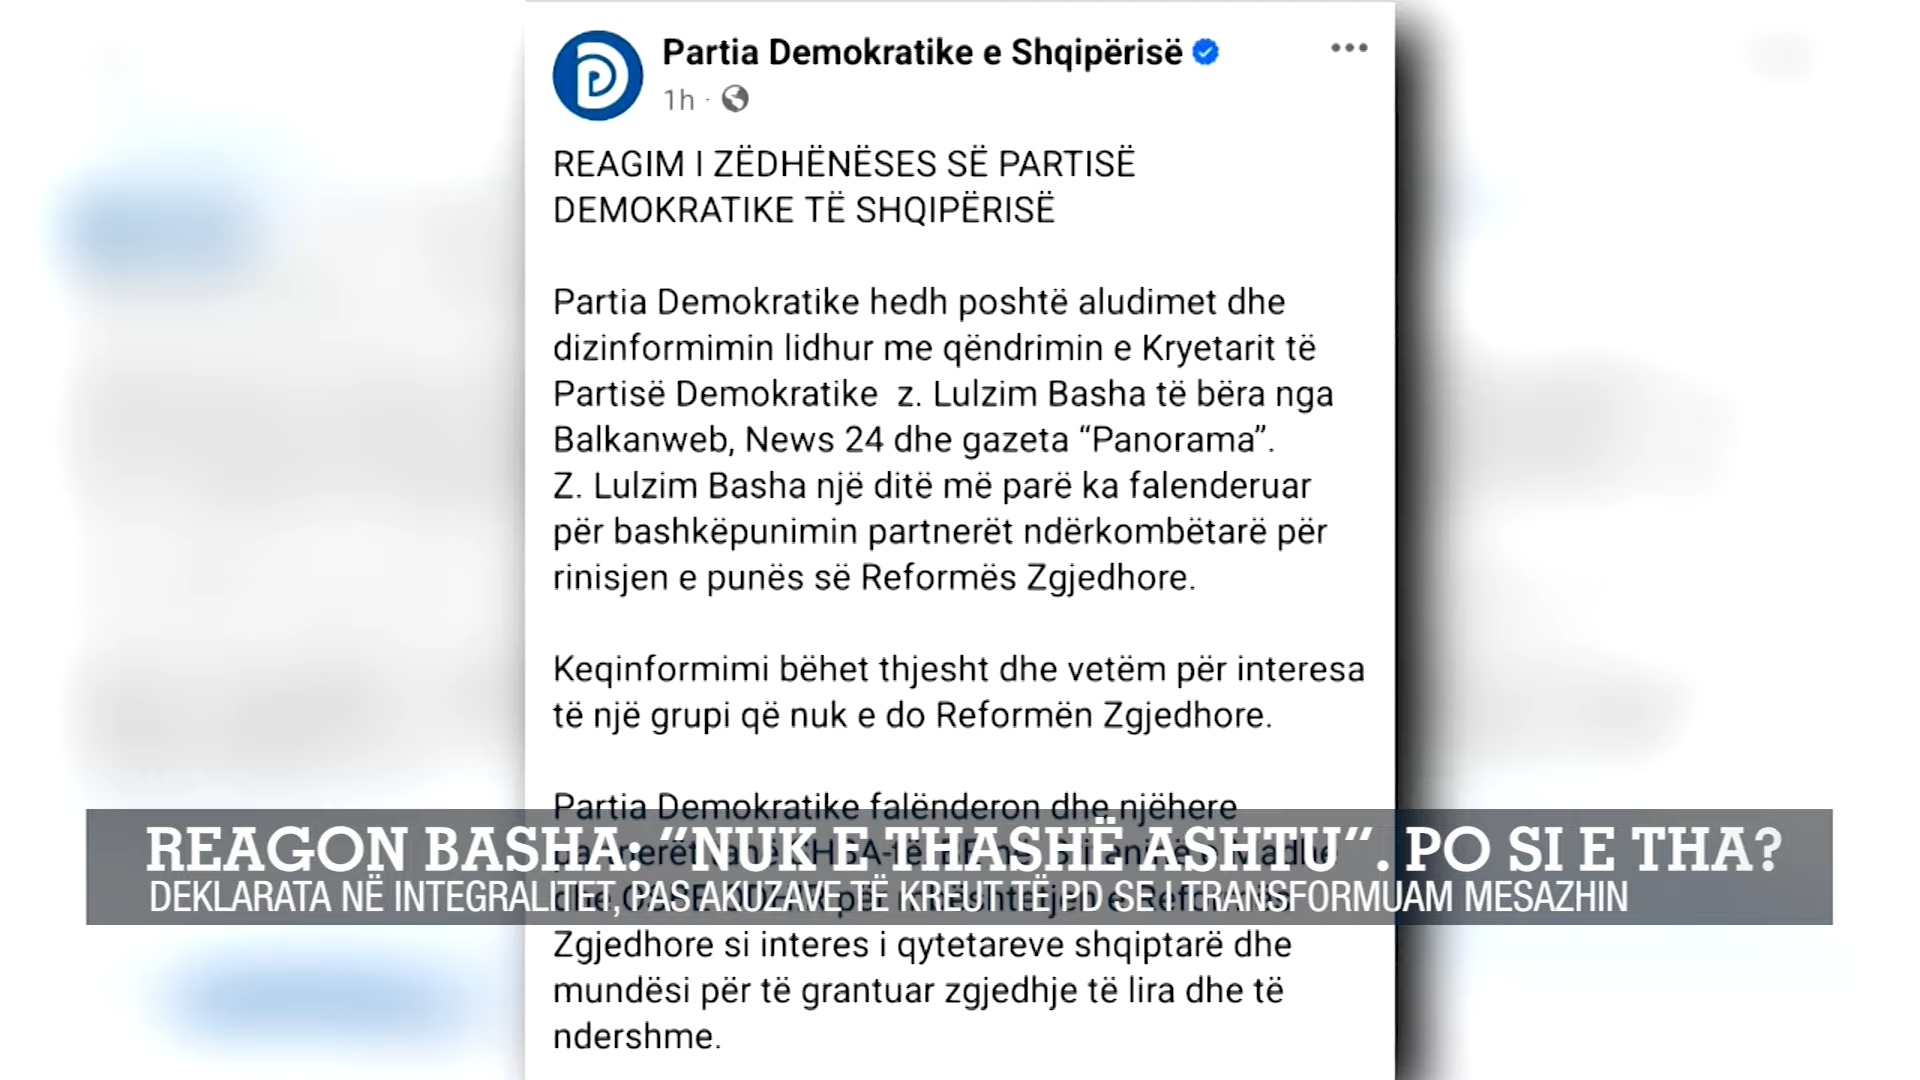 Partia Demokratike e Shqipërisë
1h
REAGIM I ZËDHËNËSES SË PARTISË
DEMOKRATIKE TË SHQIPËRISË
Partia Demokratike hedh poshtë aludimet dhe
dizinformimin lidhur me qëndrimin e Kryetarit të
Partisë Demokratike z. Lulzim Basha të bëra nga
Balkanweb, News 24 dhe gazeta “Panorama”.
Z. Lulzim Basha një ditë më parë ka falenderuar
për bashkëpunimin partnerët ndërkombëtarë për
rinisjen e punës së Reformës Zgjedhore.
Keqinformimi bëhet thjesht dhe vetëm për interesa
të një grupi që nuk e do Reformën Zgjedhore.
Partia Demokratike falënderon dhe njëhere
REAGON BASHA: “NUK E THASHË ASHTU”. PO SI E THA?
DEKLARATA NË INTEGRALITET, PAS AKUZAVE TË KREUT TË PD SE I TRANSFORMUAM MESAZHIN
Zgjedhore si interes i qytetareve shqiptarë dhe
mundësi për të grantuar zgjedhje të lira dhe të
ndershme.